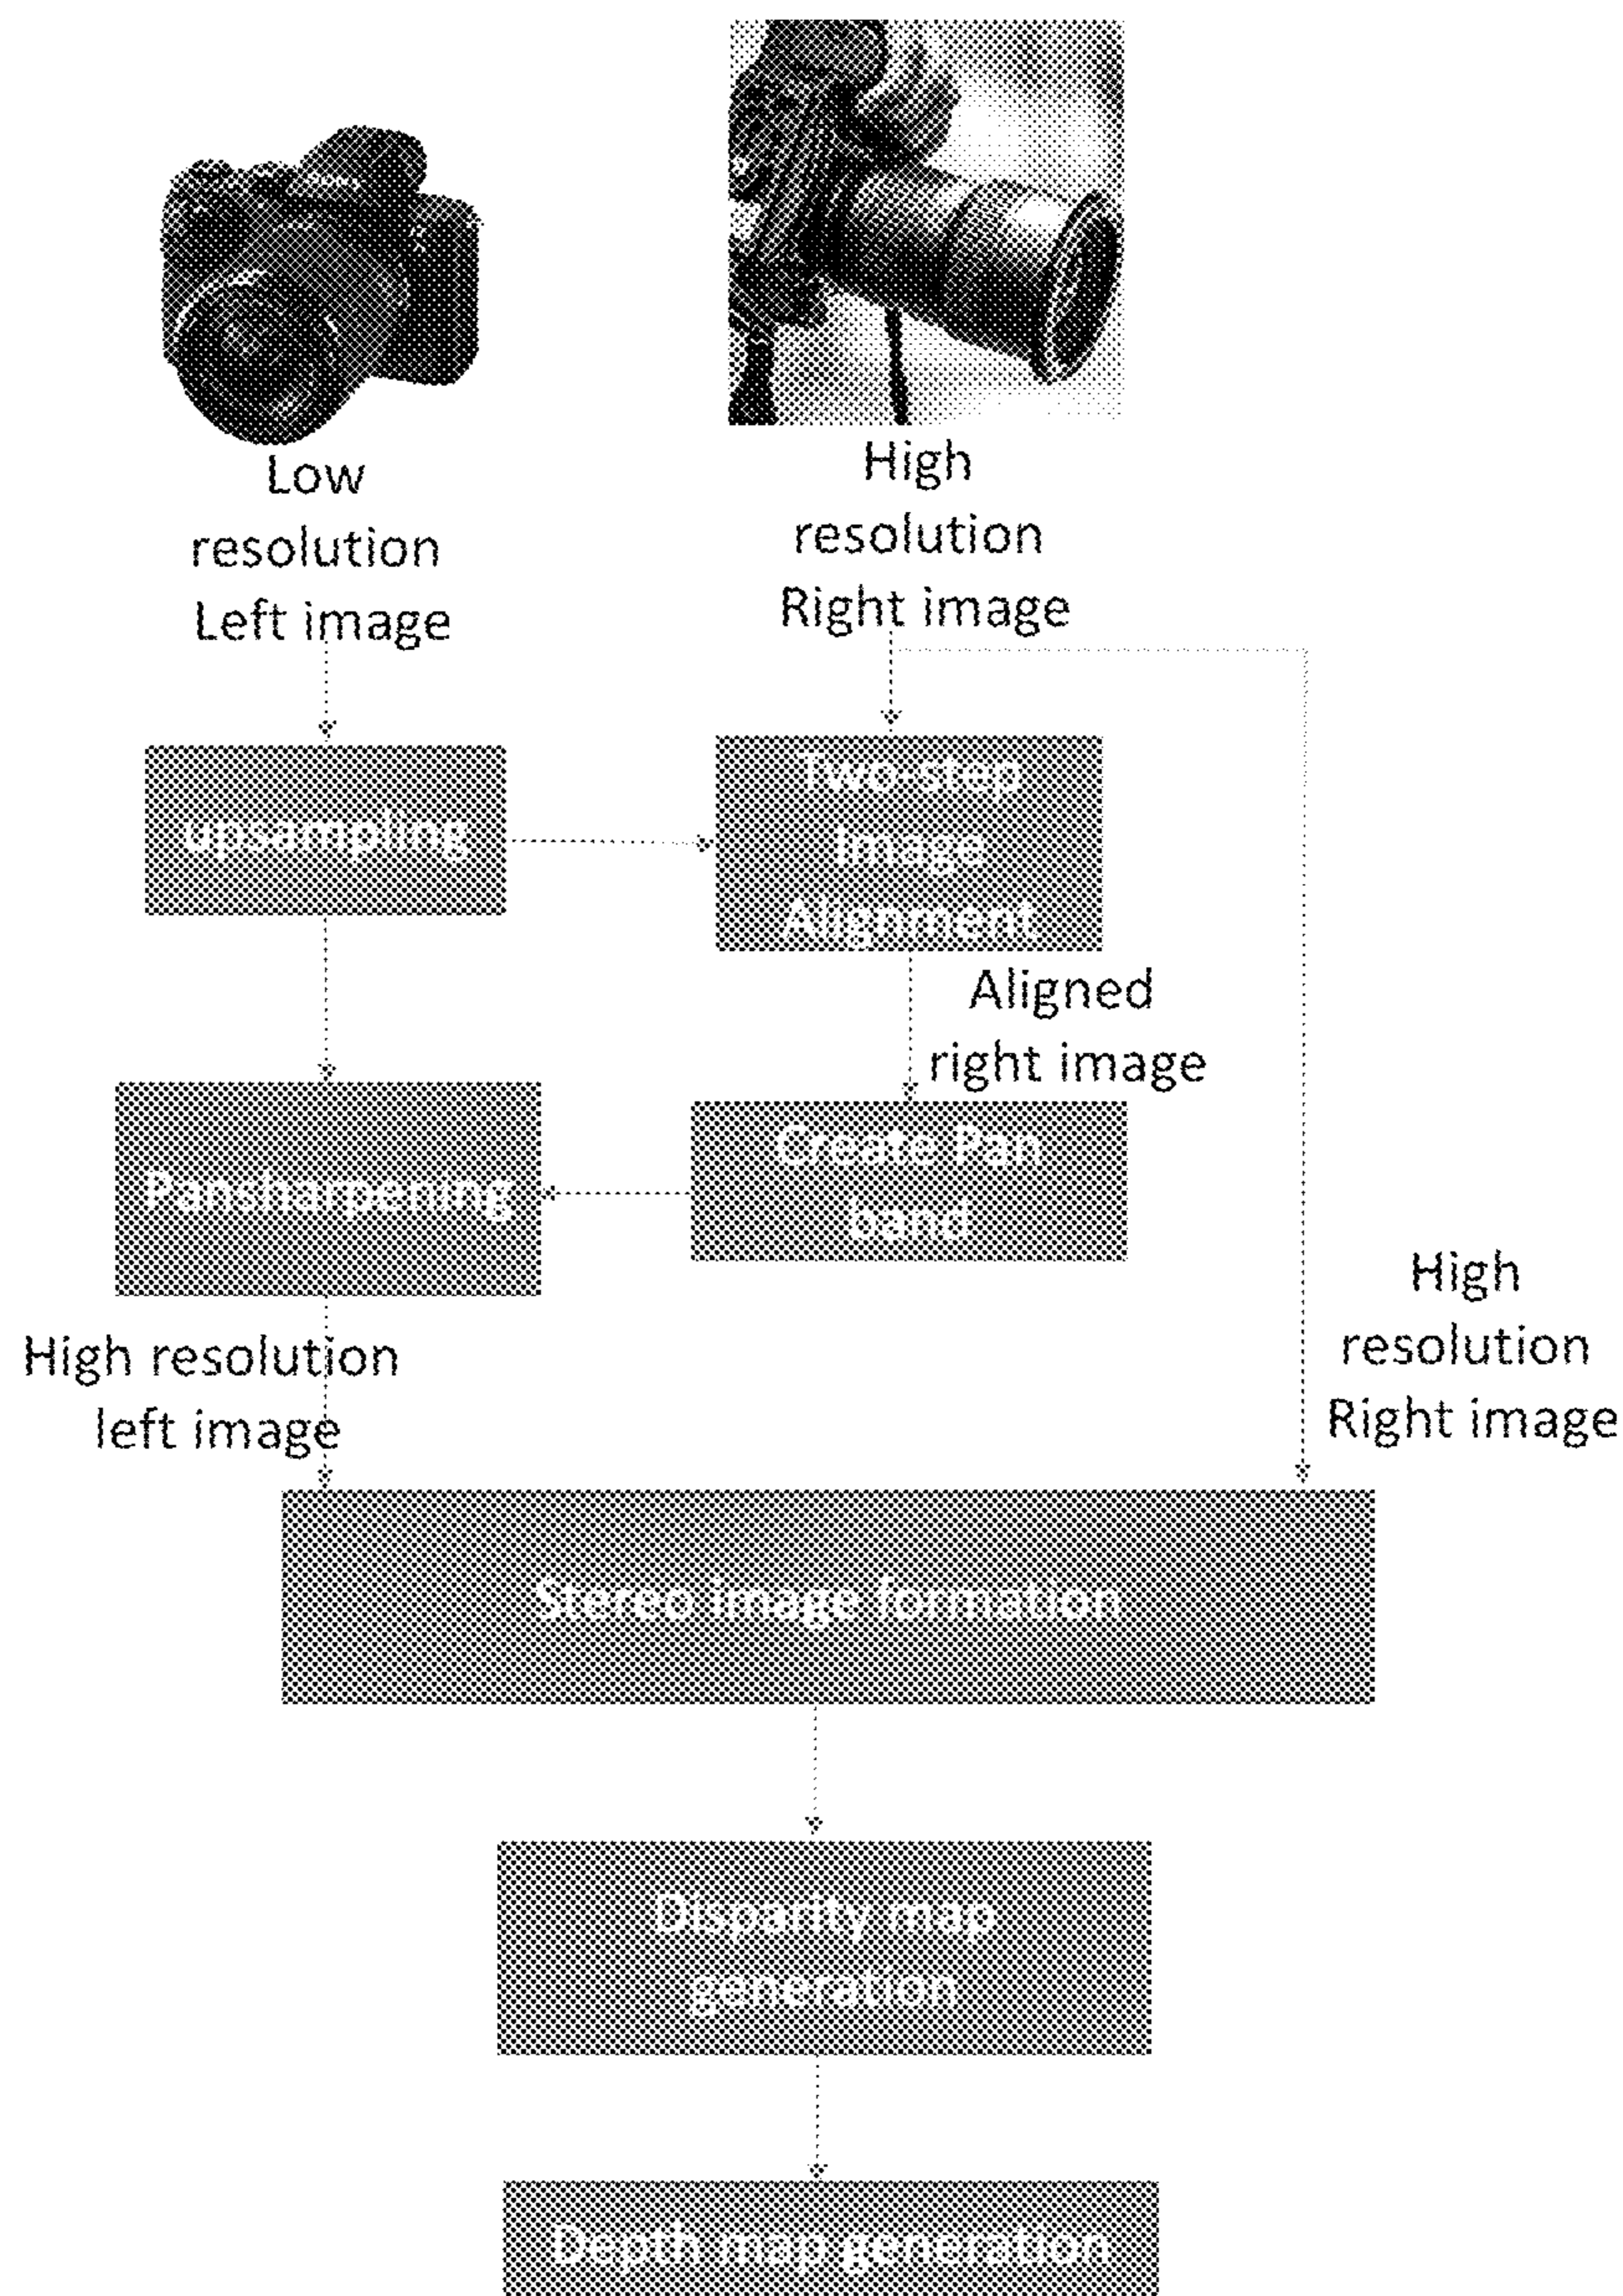 Low
resolution
Left image
High
resolution
Right image
upsampling
Two-step
Image
Alignment
Aligned
right image
Pansharpening
Create Pan
band
High resolution
left image
High
resolution
Right image
Stereo image formation
Disparity map
generation
Depth map generation